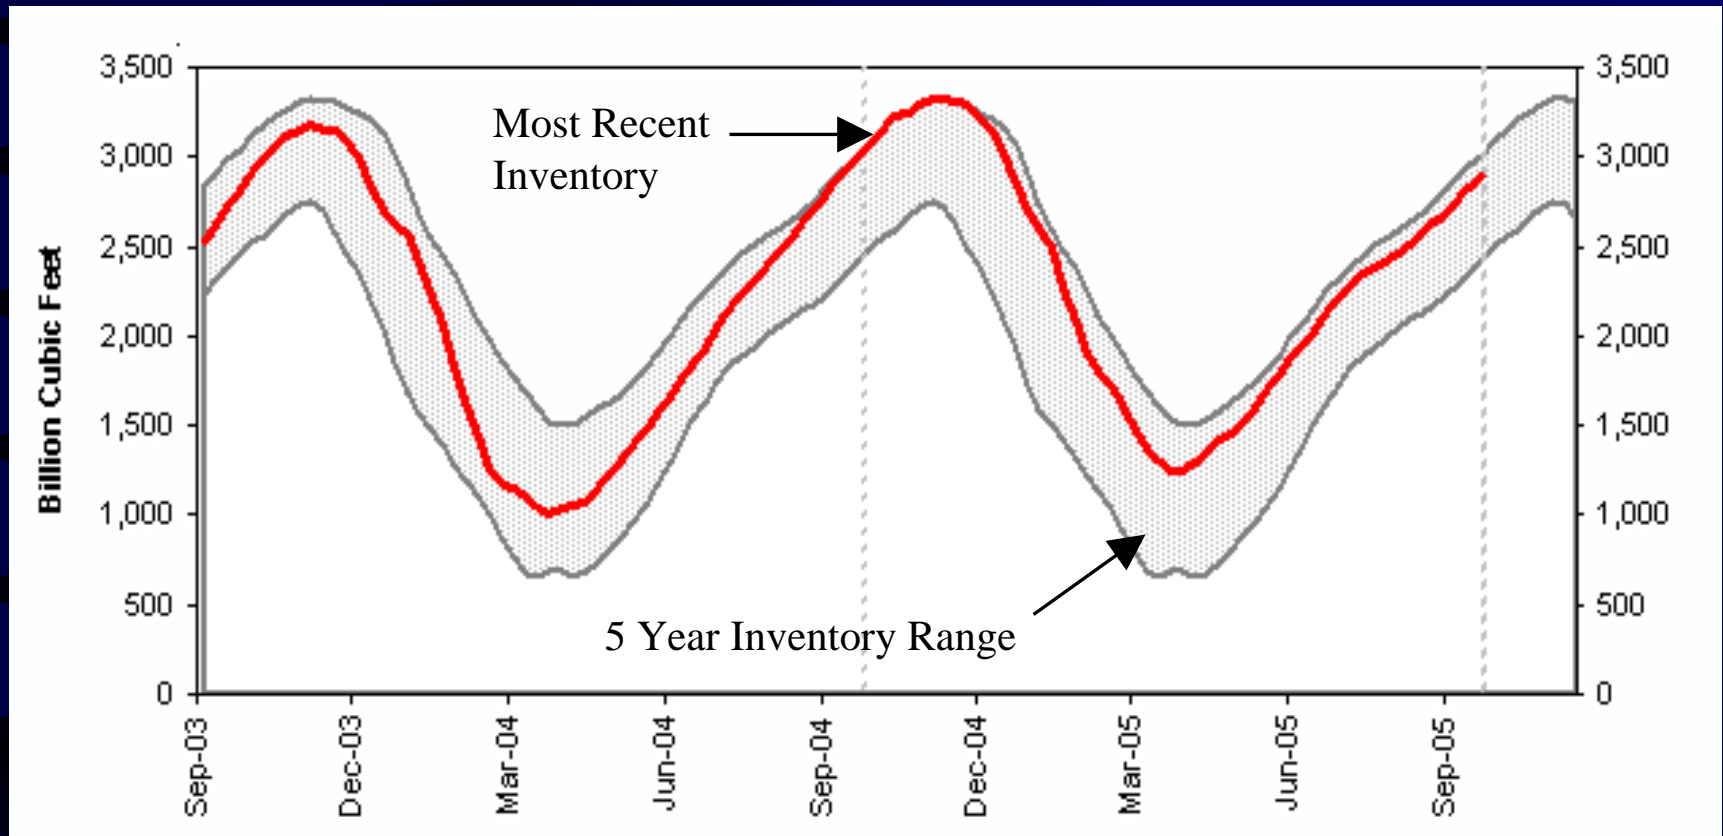 3,500
3,000
2,500
2,000
1,500
1,000
500
0
Billion Cubic Feet
Most Recent
Inventory
5 Year Inventory Range
3,500
3,000
2,500
2,000
1,500
1,000
500
0
Sep-03
Dec-03
Mar-04
Jun-04
Sep-04
Dec-04
Mar-05
Jun-05
Sep-05